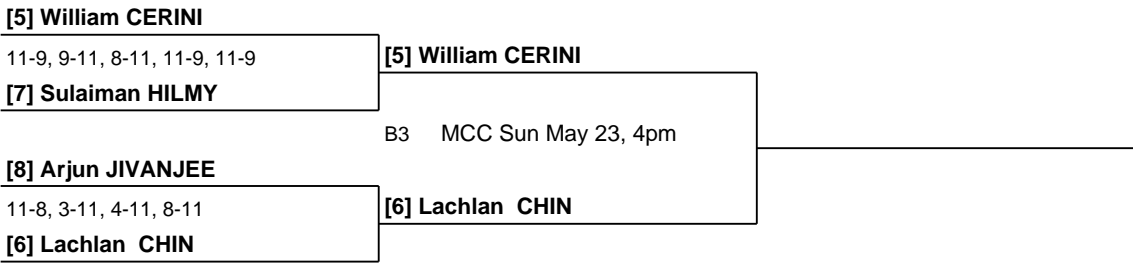 [5] William CERINI
11-9, 9-11, 8-11, 11-9, 11-9
[5] William CERINI
[7] Sulaiman HILMY
B3 MCC Sun May 23, 4pm
[8] Arjun JIVANJEE
11-8, 3-11, 4-11, 8-11
[6] Lachlan CHIN
[6] Lachlan CHIN